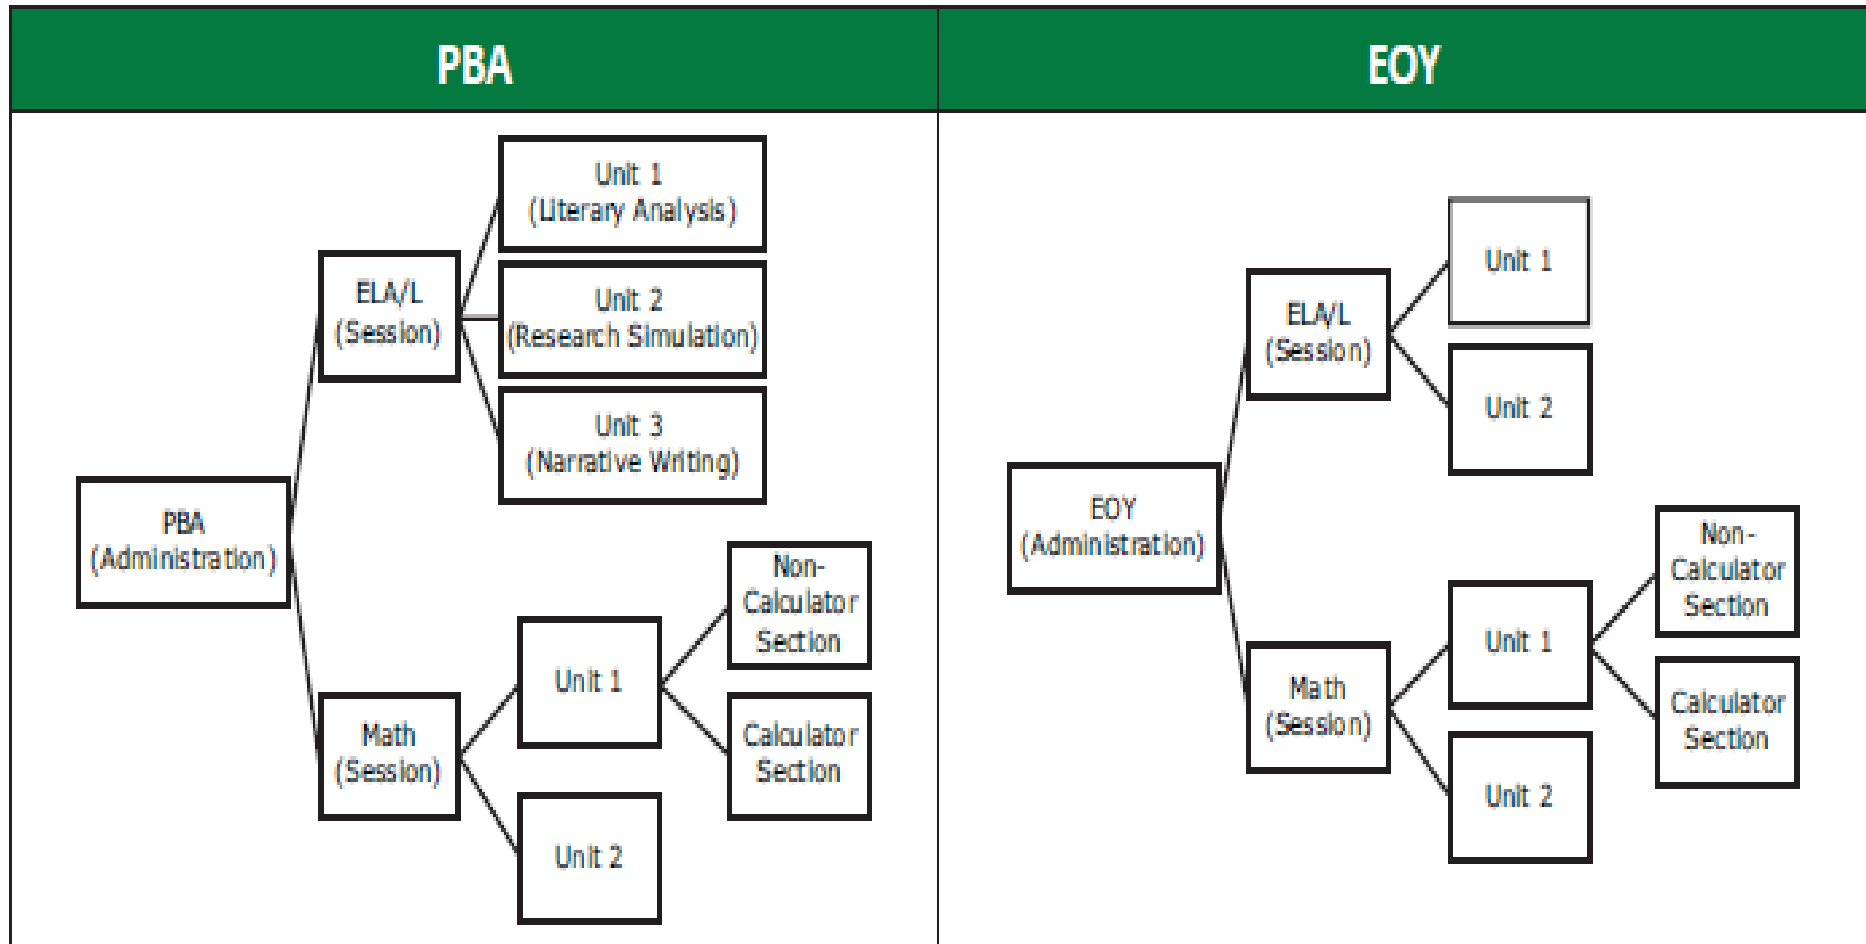 PBA
EOY
Unit 1
(Literary Analysis)
ELA/L
(Session)
Unit 2
(Research Simulation)
Unit 3
(Narrative Writing)
PBA
(Administration)
Non-
Calculator
Section
Unit 1
Math
(Session)
Calculator
Section
Unit 2
Unit 1
ELA/L
(Session)
Unit 2
EOY
(Administration)
Non-
Calculator
Section
Unit 1
Math
(Session)
Calculator
Section
Unit 2